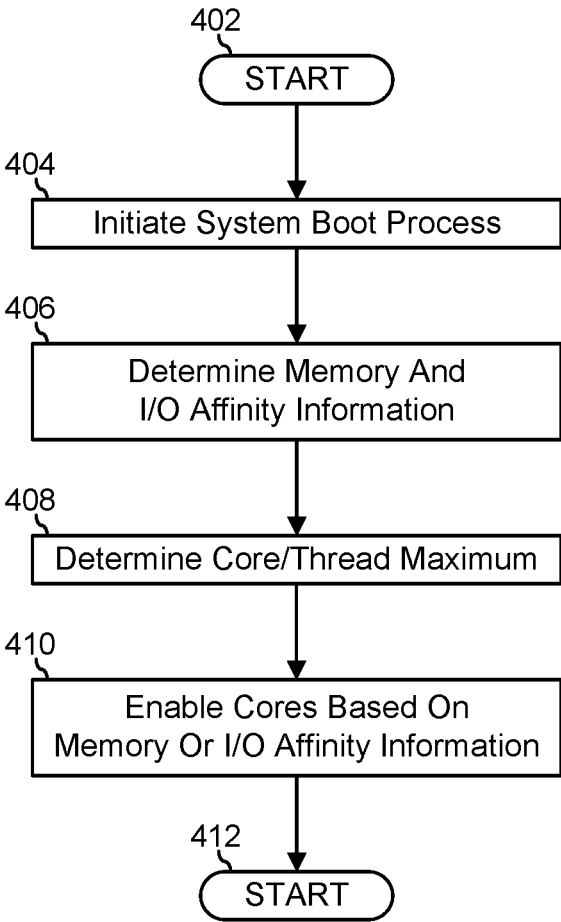 402
START
404
Initiate System Boot Process
406
Determine Memory And
I/O Affinity Information
408
Determine Core/Thread Maximum
410
Enable Cores Based On
Memory Or I/O Affinity Information
412
START